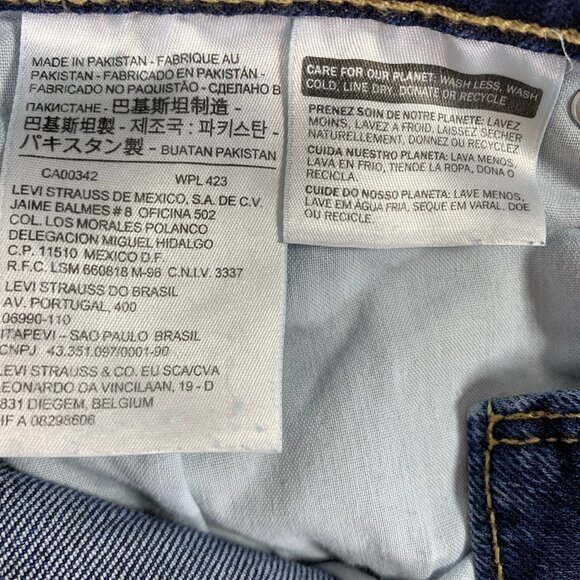 MADE IN PAKISTAN - FABRIQUE AU
PAKISTAN - FABRICADO EN PAKISTÁN -
FABRICADO NO PAQUISTÃO - СДЕЛАНО В
ПАКИСТАНЕ - 巴基斯坦制造 -
巴基斯坦製 - 제조국 : 파키스탄 -
パキスタン製 - BUATAN PAKISTAN
CA00342 WPL 423
LEVI STRAUSS DE MEXICO, S.A. DE C.V.
JAIME BALMES # 8 OFICINA 502
COL. LOS MORALES POLANCO
DELEGACION MIGUEL HIDALGO
C.P. 11510 MEXICO D.F.
R.F.C. LSM 660818 M-98 C.N.I.V. 3337
LEVI STRAUSS DO BRASIL
AV. PORTUGAL, 400
06990-110
ITAPEVI - SAO PAULO BRASIL
CNPJ 43.351.097/0001-90
LEVI STRAUSS & CO. EU SCA/CVA
LEONARDO DA VINCILAAN, 19 - D
831 DIEGEM, BELGIUM
HF A 08298606
CARE FOR OUR PLANET: WASH LESS, WASH
COLD, LINE DRY, DONATE OR RECYCLE
PRENEZ SOIN DE NOTRE PLANETE: LAVEZ
MOINS, LAVEZ A FROID, LAISSEZ SÉCHER
NATURELLEMENT, DONNEZ OU RECYCLEZ
CUIDA NUESTRO PLANETA: LAVA MENOS,
LAVA EN FRIO, TIENDE LA ROPA, DONA O
RECICLA.
CUIDE DO NOSSO PLANETA: LAVE MENOS,
LAVE EM ÁGUA FRIA, SEQUE EM VARAL, DOE
OU RECICLE.